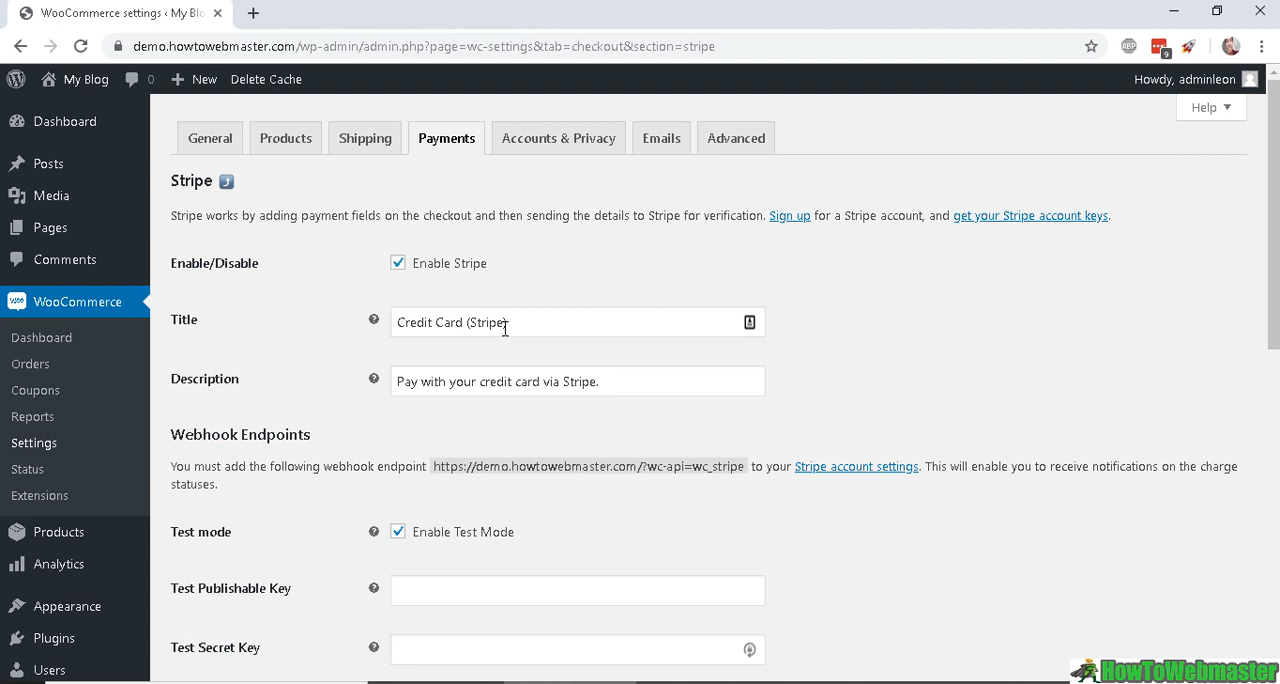 WooCommerce settings ‹ My Blo
demo.howtowebmaster.com/wp-admin/admin.php?page=wc-settings&tab=checkout&section=stripe
ABP
9
My Blog 0 New Delete Cache Howdy, adminleon
Help
Dashboard
Posts
Media
Pages
Comments
woo WooCommerce
Dashboard
Orders
Coupons
Reports
Settings
Status
Extensions
Products
Analytics
Appearance
Plugins
Users
General Products Shipping Payments Accounts & Privacy Emails Advanced
Stripe
Stripe works by adding payment fields on the checkout and then sending the details to Stripe for verification. Sign up for a Stripe account, and get your Stripe account keys.
Enable/Disable Enable Stripe
Title Credit Card (Stripe)
Description Pay with your credit card via Stripe.
Webhook Endpoints
You must add the following webhook endpoint https://demo.howtowebmaster.com/?wc-api=wc_stripe to your Stripe account settings. This will enable you to receive notifications on the charge
statuses.
Test mode Enable Test Mode
Test Publishable Key
Test Secret Key
HowToWebmaster